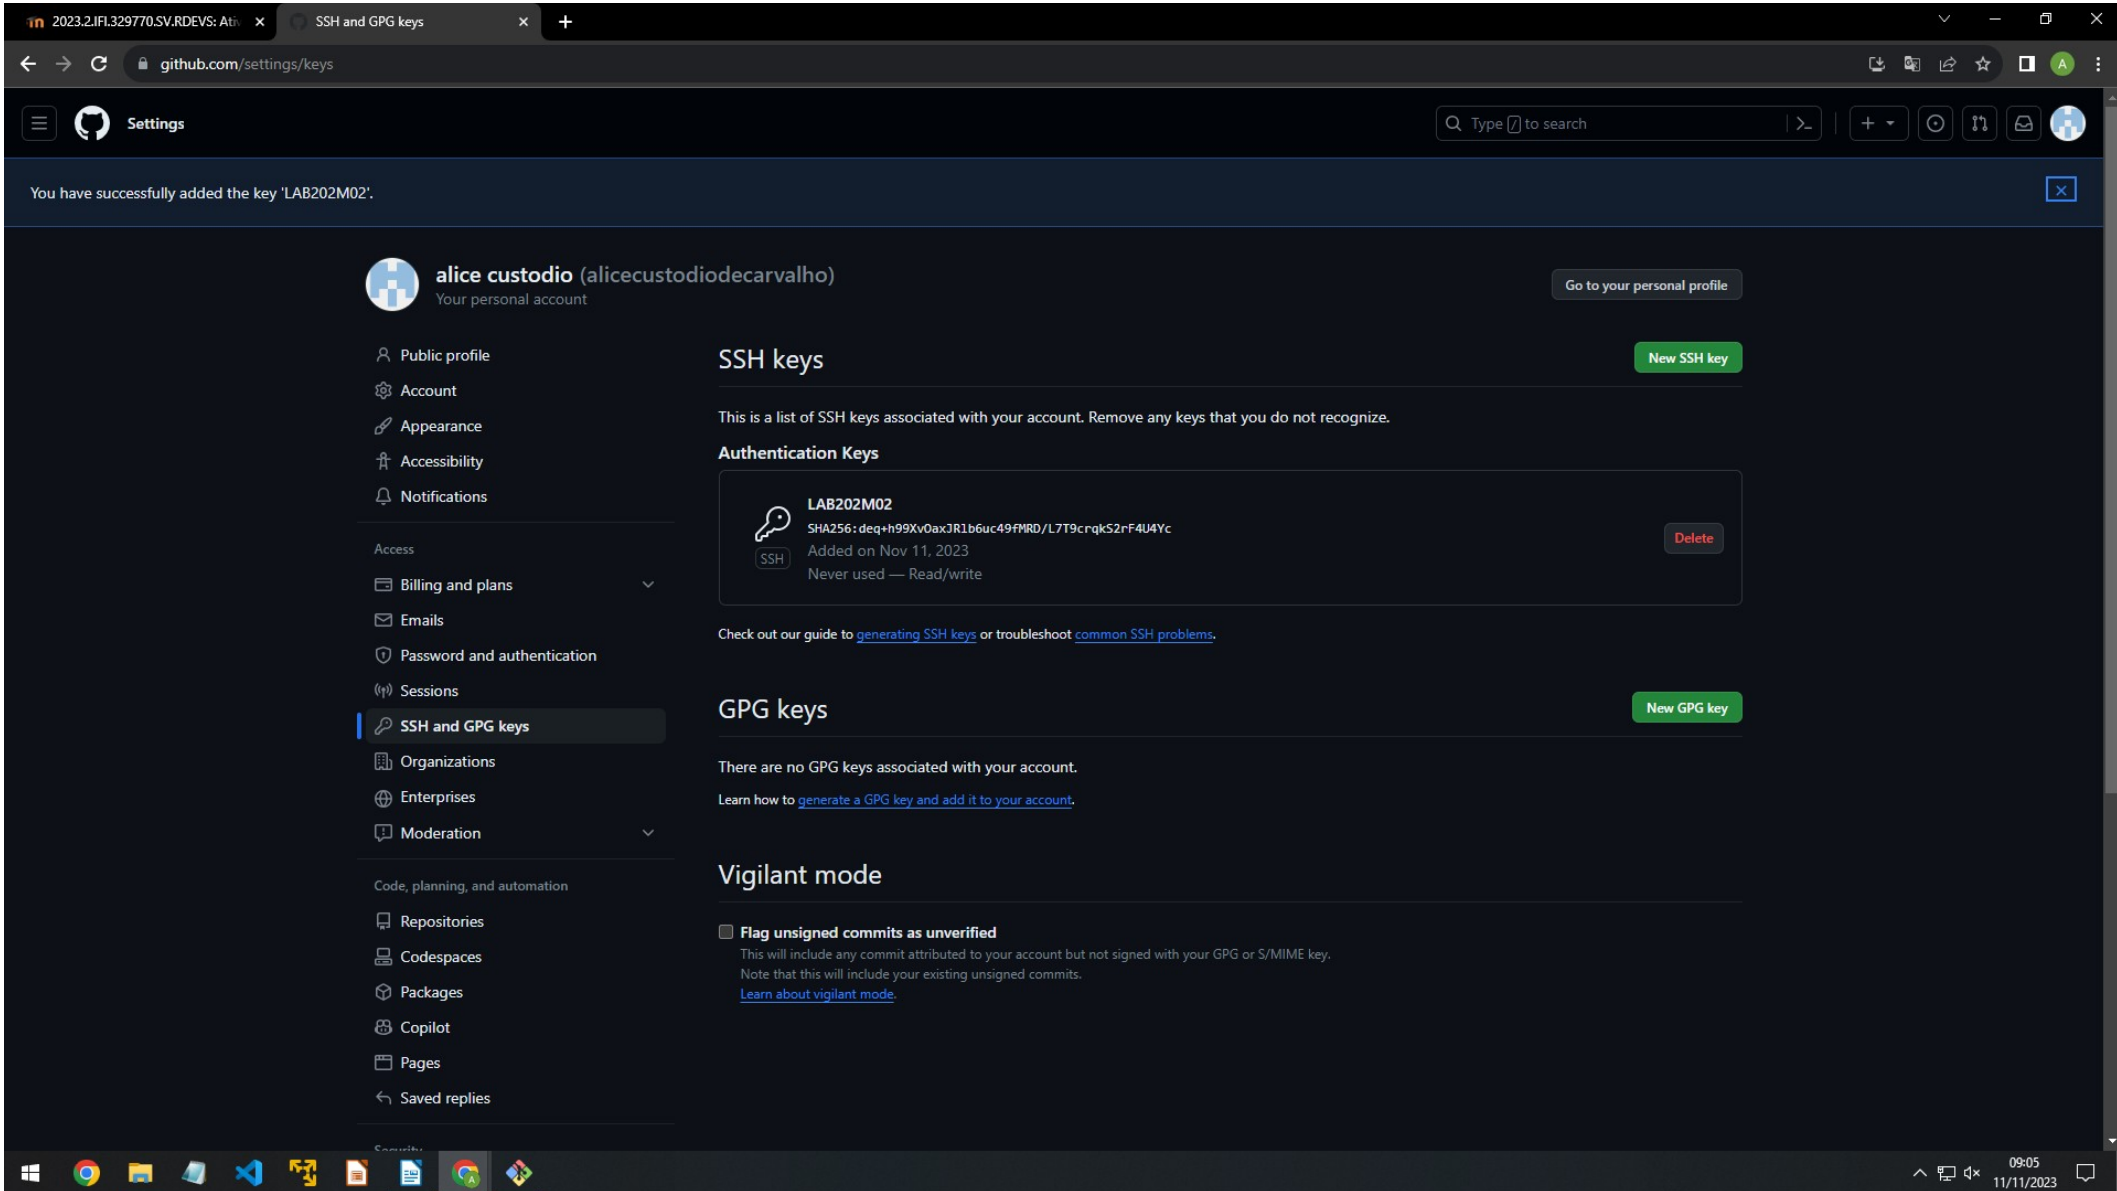 2023.2.IFI.329770.SV.RDEVS: Ativ
SSH and GPG keys
github.com/settings/keys
A
Settings
Type / to search
You have successfully added the key 'LAB202M02'.
alice custodio (alicecustodiodecarvalho)
Your personal account
Go to your personal profile
Public profile
Account
Appearance
Accessibility
Notifications
Access
Billing and plans
Emails
Password and authentication
Sessions
SSH and GPG keys
Organizations
Enterprises
Moderation
Code, planning, and automation
Repositories
Codespaces
Packages
Copilot
Pages
Saved replies
Security
SSH keys
New SSH key
This is a list of SSH keys associated with your account. Remove any keys that you do not recognize.
Authentication Keys
LAB202M02
SHA256:deq+h99XvOaxJR1b6uc49fMRD/L7T9crqkS2rF4U4Yc
Added on Nov 11, 2023
Never used — Read/write
SSH
Delete
Check out our guide to generating SSH keys or troubleshoot common SSH problems.
GPG keys
New GPG key
There are no GPG keys associated with your account.
Learn how to generate a GPG key and add it to your account.
Vigilant mode
Flag unsigned commits as unverified
This will include any commit attributed to your account but not signed with your GPG or S/MIME key.
Note that this will include your existing unsigned commits.
Learn about vigilant mode.
09:05
11/11/2023